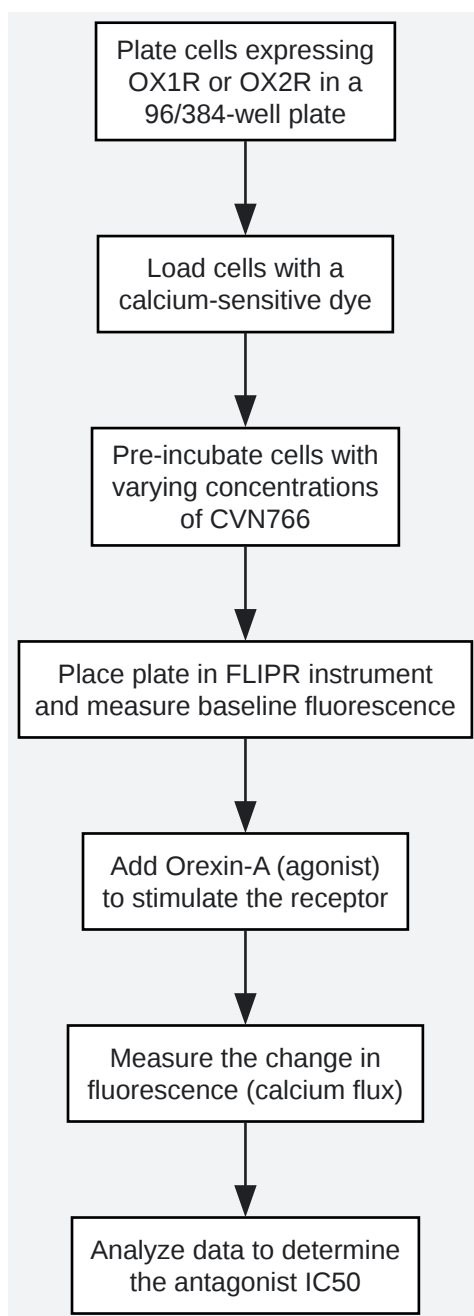 Plate cells expressing
OX1R or OX2R in a
96/384-well plate
Load cells with a
calcium-sensitive dye
Pre-incubate cells with
varying concentrations
of CVN766
Place plate in FLIPR instrument
and measure baseline fluorescence
Add Orexin-A (agonist)
to stimulate the receptor
Measure the change in
fluorescence (calcium flux)
Analyze data to determine
the antagonist IC50